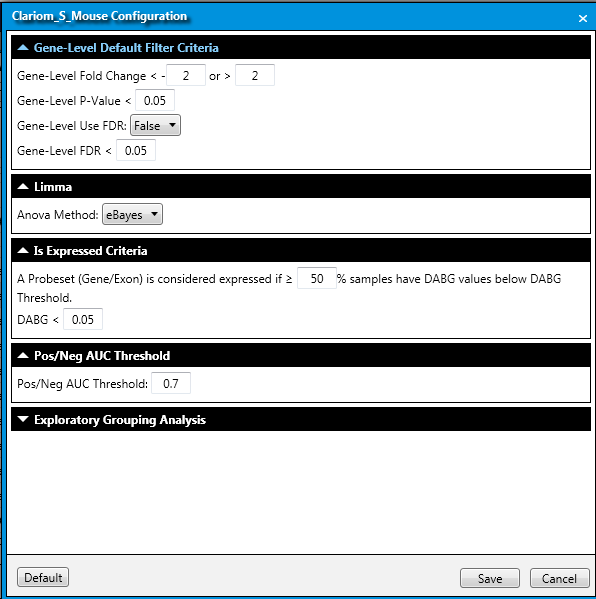 Clariom_S_Mouse Configuration
Gene-Level Default Filter Criteria
Gene-Level Fold Change < - 2 or > 2
Gene-Level P-Value < 0.05
Gene-Level Use FDR: False
Gene-Level FDR < 0.05
Limma
Anova Method: eBayes
Is Expressed Criteria
A Probeset (Gene/Exon) is considered expressed if ≥ 50 % samples have DABG values below DABG
Threshold.
DABG < 0.05
Pos/Neg AUC Threshold
Pos/Neg AUC Threshold: 0.7
Exploratory Grouping Analysis
Default Save Cancel